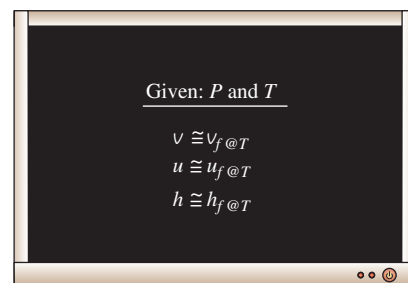 Given: P and T
v ≅ v_f @ T
u ≅ u_f @ T
h ≅ h_f @ T